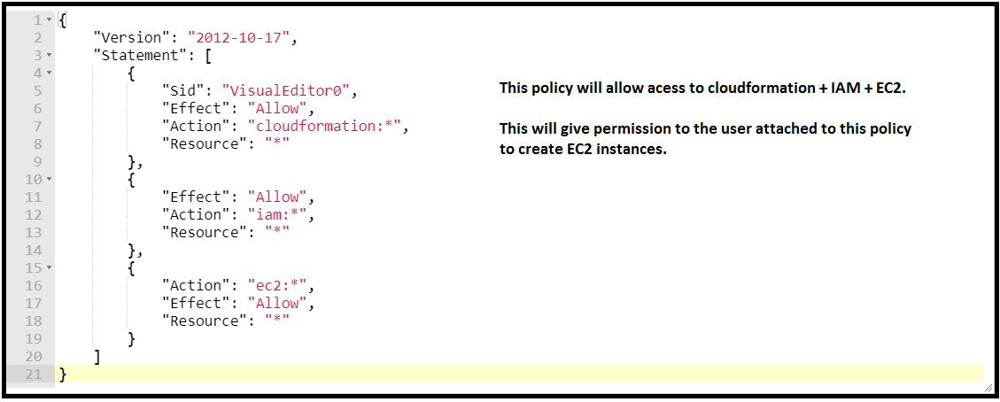 1 {
2 "Version": "2012-10-17",
3 "Statement": [
4 {
5 "Sid": "VisualEditor0",
6 "Effect": "Allow",
7 "Action": "cloudformation:*",
8 "Resource": "*"
9 },
10 {
11 "Effect": "Allow",
12 "Action": "iam:*",
13 "Resource": "*"
14 },
15 {
16 "Action": "ec2:*",
17 "Effect": "Allow",
18 "Resource": "*"
19 }
20 ]
21 }
This policy will allow acess to cloudformation + IAM + EC2.
This will give permission to the user attached to this policy
to create EC2 instances.